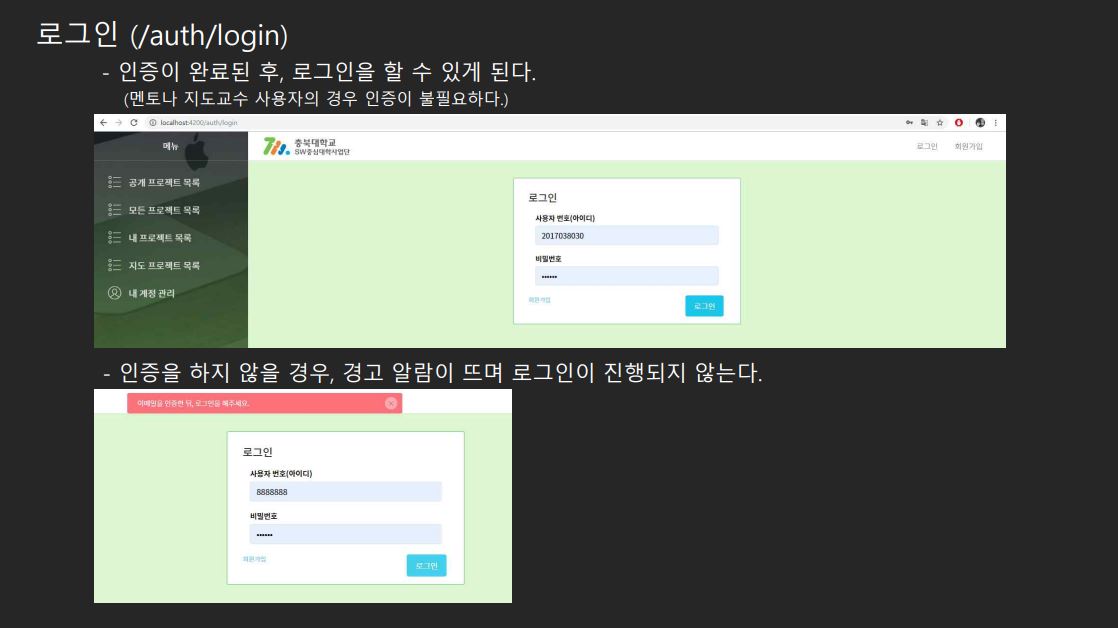 로그인 (/auth/login)
- 인증이 완료된 후, 로그인을 할 수 있게 된다.
(멘토나 지도교수 사용자의 경우 인증이 불필요하다.)
localhost:4200/auth/login
메뉴
충북대학교
SW중심대학사업단
로그인 회원가입
공개 프로젝트 목록
모든 프로젝트 목록
내 프로젝트 목록
지도 프로젝트 목록
내 계정 관리
로그인
사용자 번호(아이디)
2017038030
비밀번호
••••••
회원가입
로그인
- 인증을 하지 않을 경우, 경고 알람이 뜨며 로그인이 진행되지 않는다.
이메일을 인증한 뒤, 로그인을 해주세요.
로그인
사용자 번호(아이디)
8888888
비밀번호
••••••
회원가입
로그인